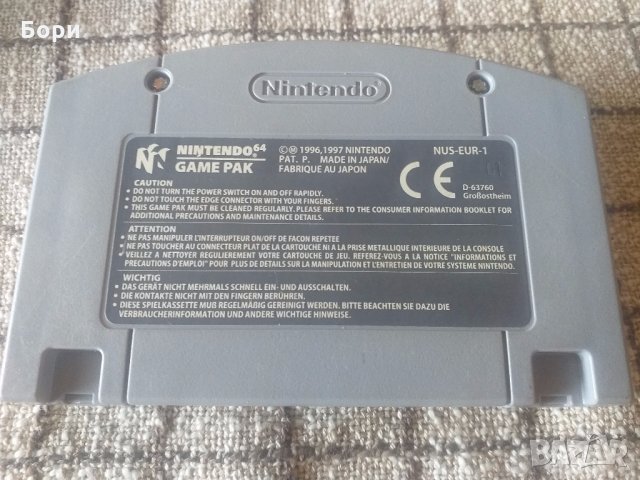 Бори
Nintendo
NINTENDO 64
GAME PAK
©Ⓜ 1996,1997 NINTENDO
PAT. P. MADE IN JAPAN/
FABRIQUE AU JAPON
NUS-EUR-1
CE
D-63760
Großostheim
CAUTION
• DO NOT TURN THE POWER SWITCH ON AND OFF RAPIDLY.
• DO NOT TOUCH THE EDGE CONNECTOR WITH YOUR FINGERS.
• THIS GAME PAK MUST BE CLEANED REGULARLY. PLEASE REFER TO THE CONSUMER INFORMATION BOOKLET FOR
ADDITIONAL PRECAUTIONS AND MAINTENANCE DETAILS.
ATTENTION
• NE PAS MANIPULER L'INTERRUPTEUR ON/OFF DE FACON REPETEE
• NE PAS TOUCHER AU CONNECTEUR PLAT DE LA CARTOUCHE NI A LA PRISE METALLIQUE INTERIEURE DE LA CONSOLE
• VEILLEZ A NETTOYER REGULIEREMENT VOTRE CARTOUCHE DE JEU. REFEREZ-VOUS A LA NOTICE "INFORMATIONS ET
PRECAUTIONS D'EMPLOI" POUR PLUS DE DETAILS SUR LA MANIPULATION ET L'ENTRETIEN DE VOTRE SYSTEME NINTENDO.
WICHTIG
• DAS GERÄT NICHT MEHRMALS SCHNELL EIN- UND AUSSCHALTEN.
• DIE KONTAKTE NICHT MIT DEN FINGERN BERÜHREN.
• DIESE SPIELKASSETTE MUß REGELMÄßIG GEREINIGT WERDEN. BITTE BEACHTEN SIE DAZU DIE
VERBRAUCHERINFORMATION UND ANDERE WICHTIGE HINWEISE.
BAZAR